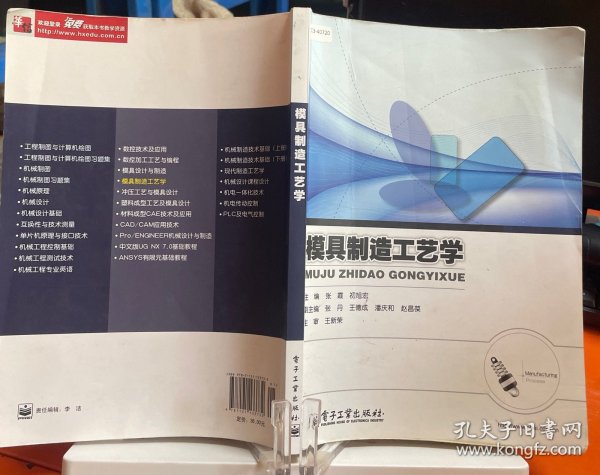 华
欢迎登录 免费 获取本书教学资源
http://www.hxedu.com.cn
• 工程制图与计算机绘图
• 工程制图与计算机绘图习题集
• 机械制图
• 机械制图习题集
• 机械原理
• 机械设计
• 机械设计基础
• 互换性与技术测量
• 单片机原理与接口技术
• 机械工程控制基础
• 机械工程测试技术
• 机械工程专业英语
• 数控技术及应用
• 数控加工工艺与编程
• 模具设计与制造
• 模具制造工艺学
• 冲压工艺与模具设计
• 塑料成型工艺及模具设计
• 材料成型CAE技术及应用
• CAD/CAM应用技术
• Pro/ENGINEER机械设计与制造
• 中文版UG NX 7.0基础教程
• ANSYS有限元基础教程
• 机械制造技术基础（上册）
• 机械制造技术基础（下册）
• 现代制造工艺学
• 机械设计课程设计
• 机电一体化技术
• 机电传动控制
• PLC及电气控制
责任编辑：李 洁
模具制造工艺学
电子工业出版社
模具制造工艺学
MUJU ZHIDAO GONGYIXUE
主 编 张 霞 初旭宏
副主编 张 丹 王德成 潘庆和 赵昌葆
主 审 王新荣
Manufacturing
Process
电子工业出版社
PUBLISHING HOUSE OF ELECTRONICS INDUSTRY
孔夫子旧书网
www.kongfz.com